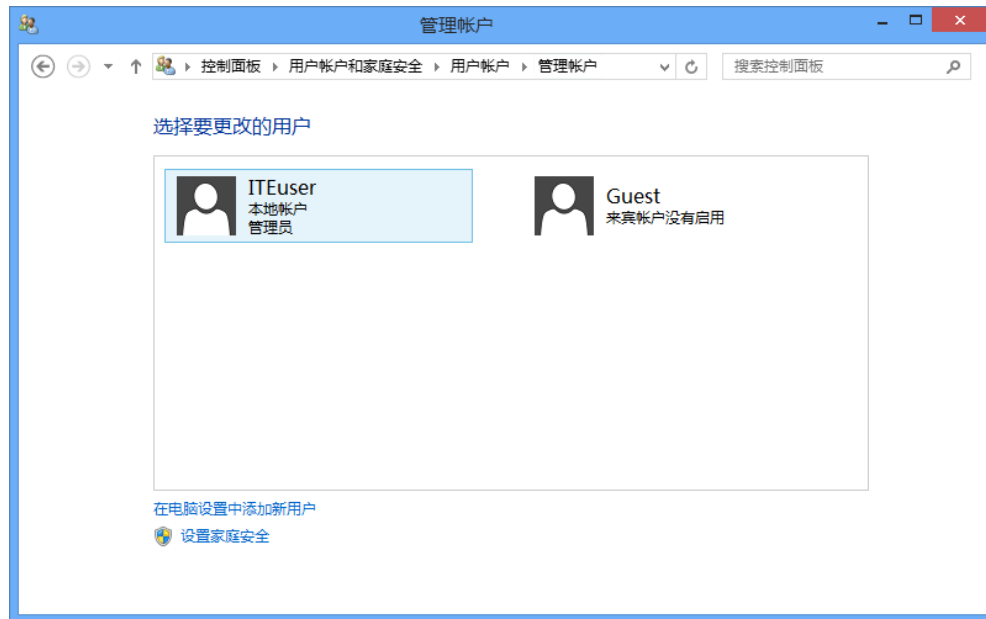 管理帐户
控制面板 用户帐户和家庭安全 用户帐户 管理帐户 搜索控制面板
选择要更改的用户
ITEuser
本地帐户
管理员
Guest
来宾帐户没有启用
在电脑设置中添加新用户
设置家庭安全